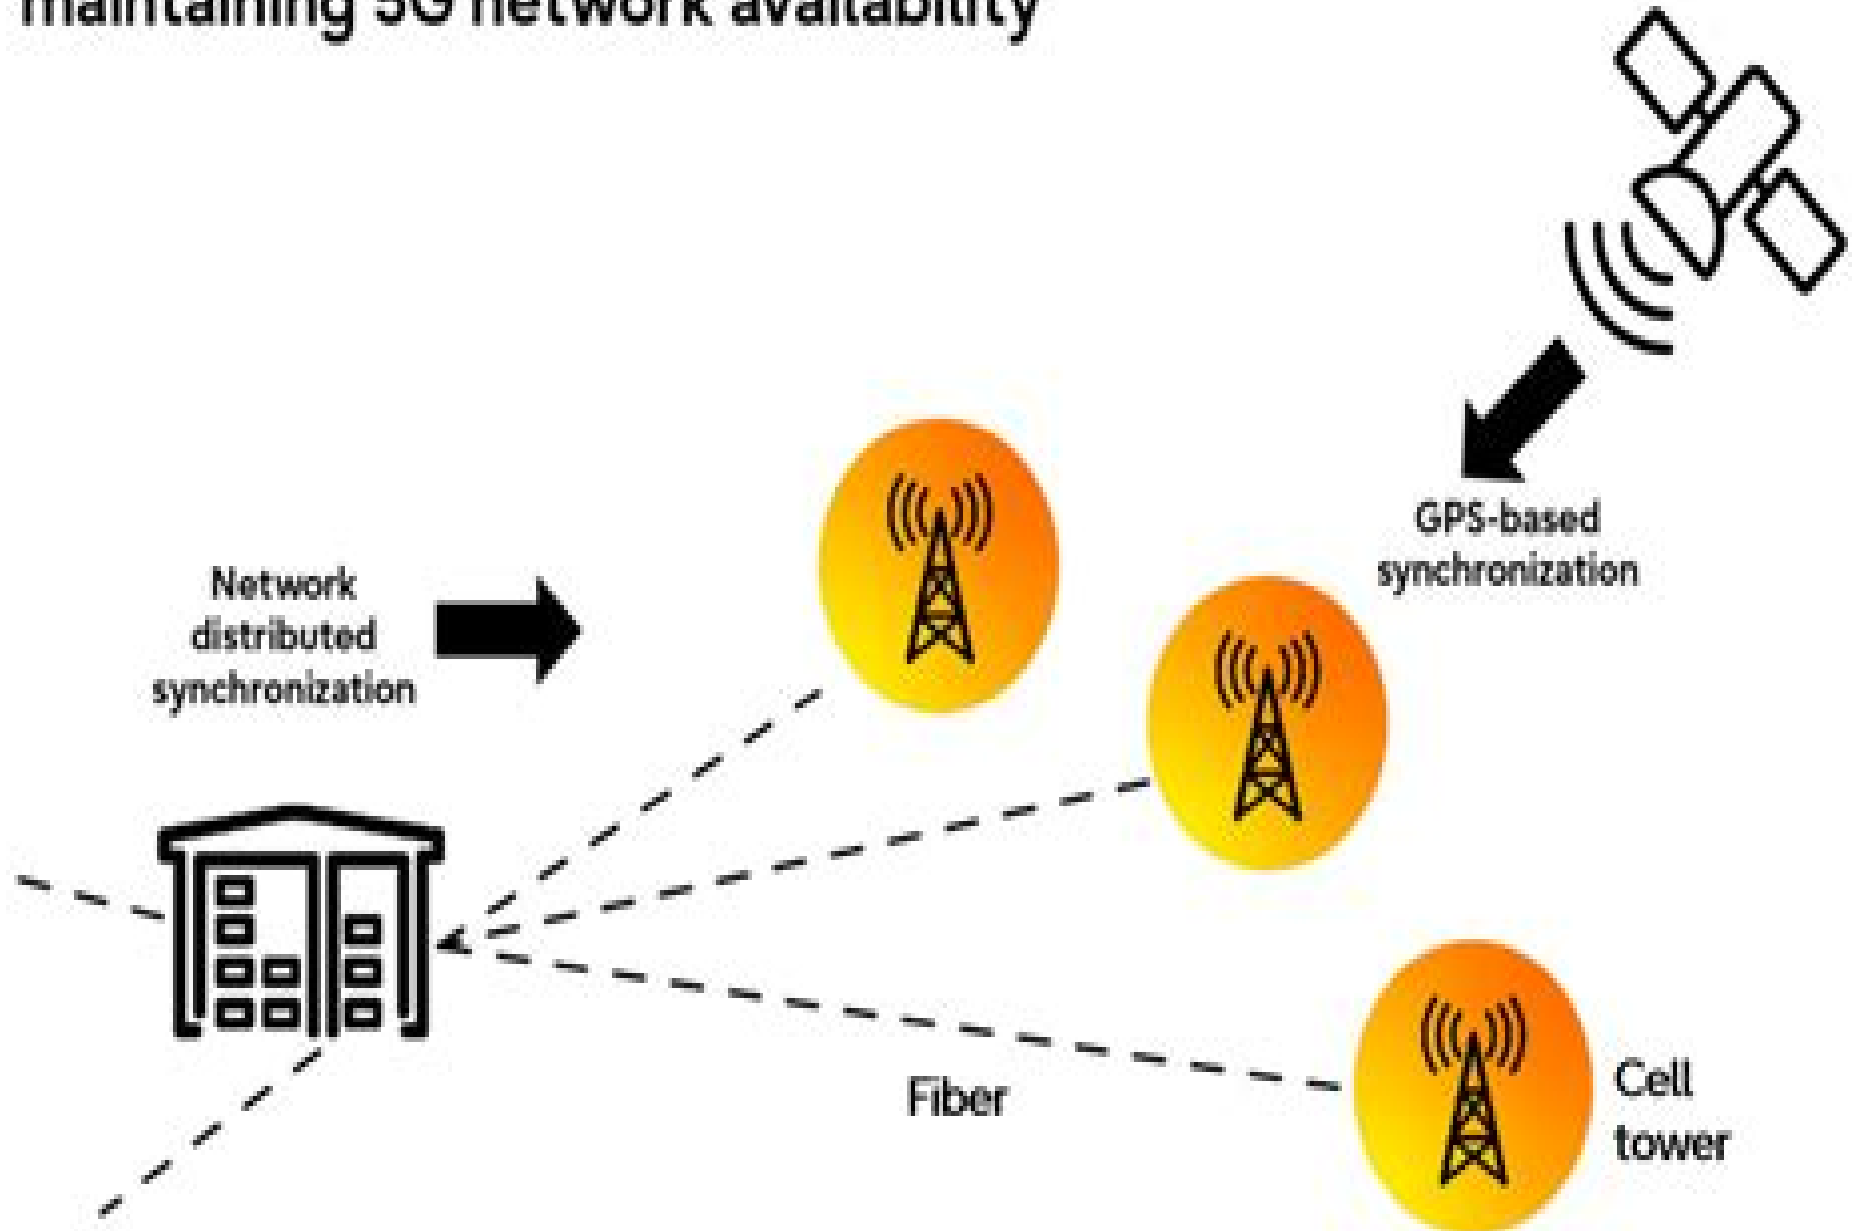 maintaining 5G network availability
GPS-based
synchronization
Network
distributed
synchronization
Fiber
Cell
tower